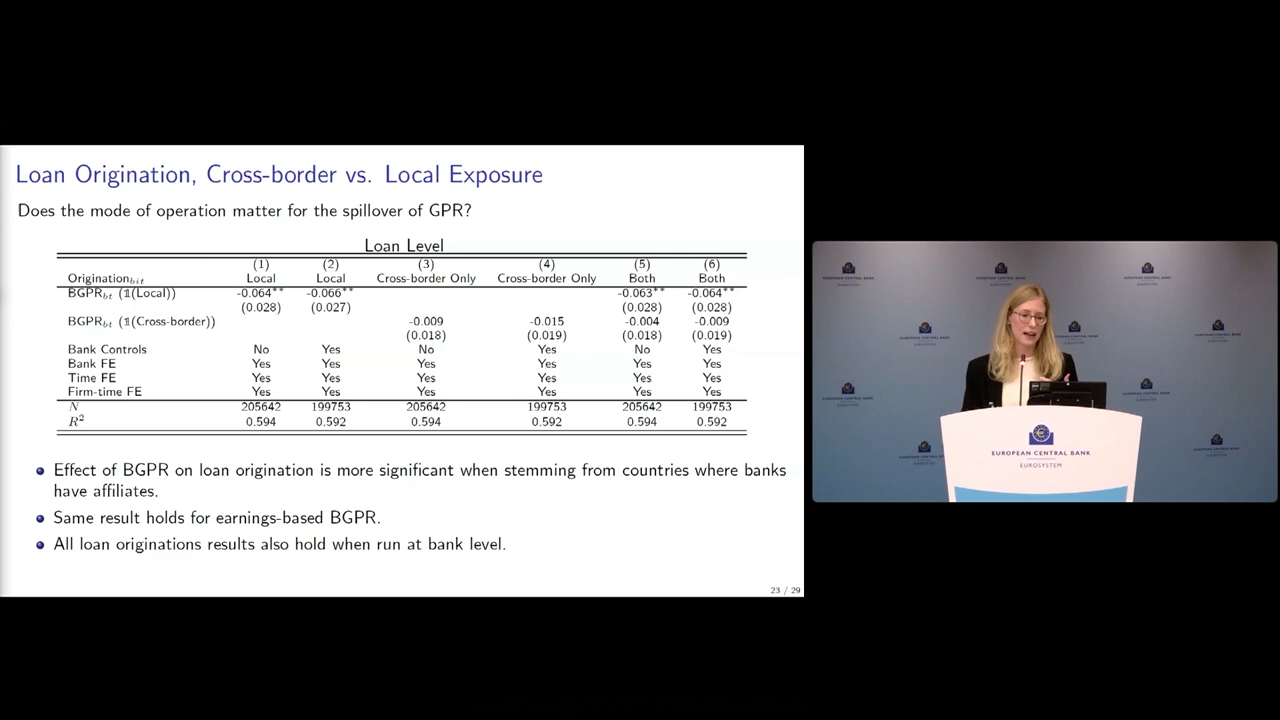 Loan Origination, Cross-border vs. Local Exposure
Does the mode of operation matter for the spillover of GPR?
Loan Level
(1) (2) (3) (4) (5) (6)
Origination_{bit} Local Local Cross-border Only Cross-border Only Both Both
BGPR_{bt} (𝟙(Local)) -0.064** -0.066** -0.063** -0.064**
(0.028) (0.027) (0.028) (0.028)
BGPR_{bt} (𝟙(Cross-border)) -0.009 -0.015 -0.004 -0.009
(0.018) (0.019) (0.018) (0.019)
Bank Controls No Yes No Yes No Yes
Bank FE Yes Yes Yes Yes Yes Yes
Time FE Yes Yes Yes Yes Yes Yes
Firm-time FE Yes Yes Yes Yes Yes Yes
N 205642 199753 205642 199753 205642 199753
R² 0.594 0.592 0.594 0.592 0.594 0.592
Effect of BGPR on loan origination is more significant when stemming from countries where banks
have affiliates.
Same result holds for earnings-based BGPR.
All loan originations results also hold when run at bank level.
23 / 29
EUROPEAN CENTRAL BANK
EUROSYSTEM